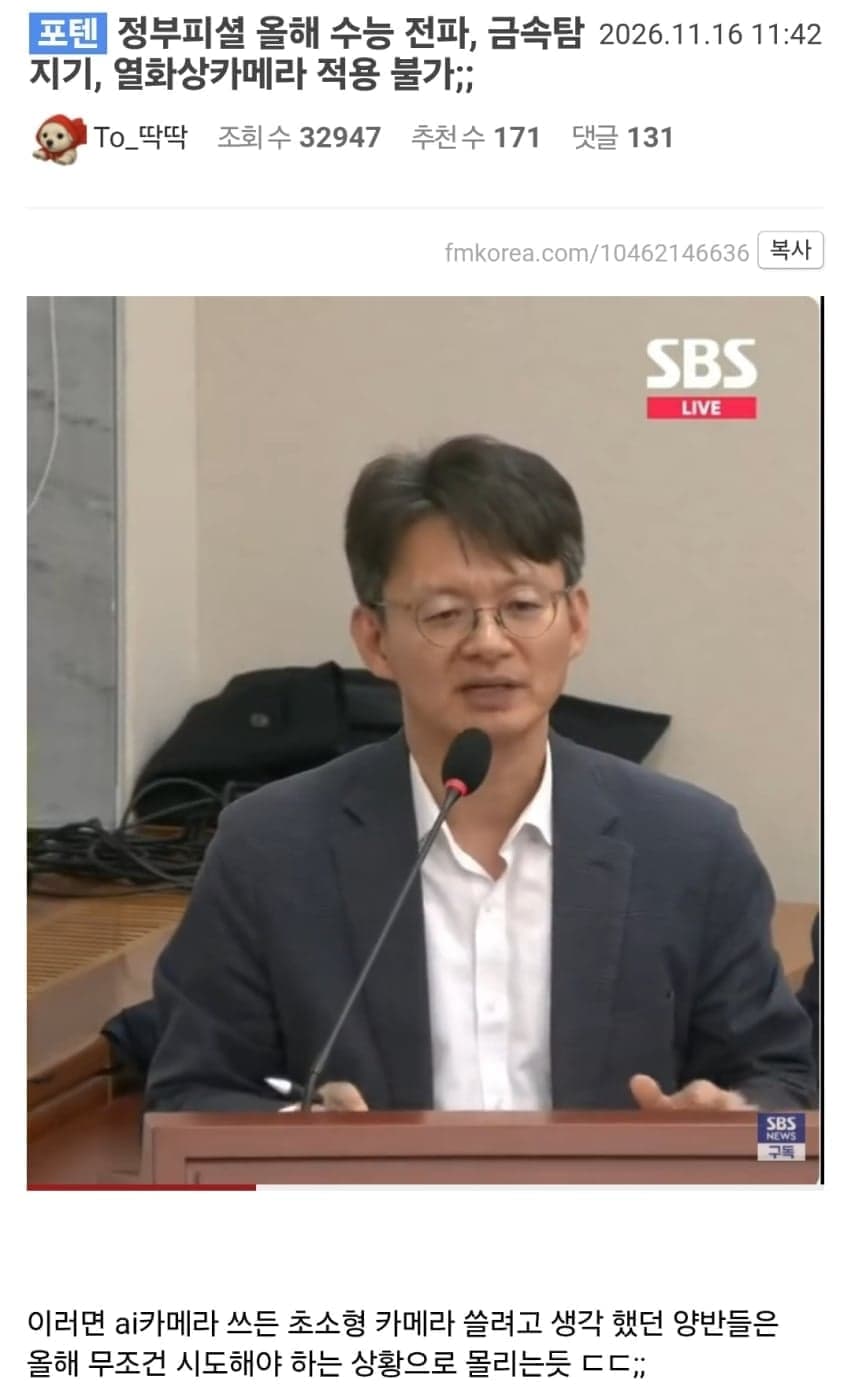 포텐 정부피셜 올해 수능 전파, 금속탐 2026.11.16 11:42
지기, 열화상카메라 적용 불가;;
To_딱딱 조회 수 32947 추천 수 171 댓글 131
fmkorea.com/10462146636 복사
SBS
LIVE
SBS
NEWS
구독
이러면 ai카메라 쓰든 초소형 카메라 쓸려고 생각 했던 양반들은
올해 무조건 시도해야 하는 상황으로 몰리는듯 ㄷㄷ;;